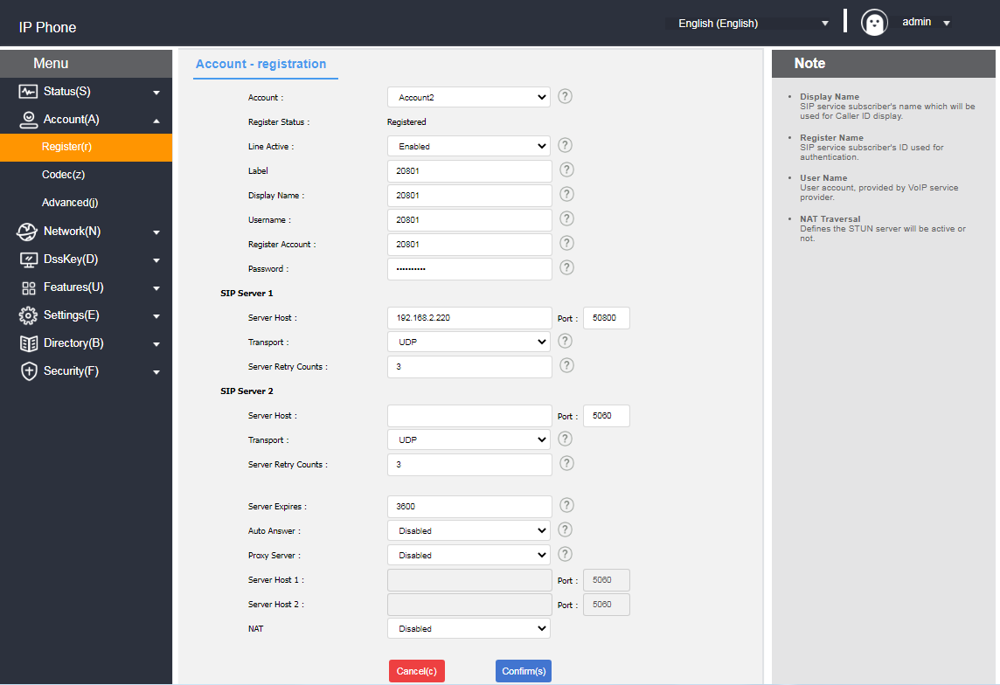 IP Phone
English (English)
admin
Menu
Status(S)
Account(A)
Register(r)
Codec(z)
Advanced(j)
Network(N)
DssKey(D)
Features(U)
Settings(E)
Directory(B)
Security(F)
Account - registration
Account : Account2 ?
Register Status : Registered
Line Active : Enabled ?
Label 20801 ?
Display Name : 20801 ?
Username : 20801 ?
Register Account : 20801 ?
Password : •••••••••• ?
SIP Server 1
Server Host : 192.168.2.220 Port : 50800
Transport : UDP ?
Server Retry Counts : 3 ?
SIP Server 2
Server Host : Port : 5060
Transport : UDP ?
Server Retry Counts : 3 ?
Server Expires : 3600 ?
Auto Answer : Disabled ?
Proxy Server : Disabled ?
Server Host 1 : Port : 5060
Server Host 2 : Port : 5060
NAT Disabled
Cancel(c) Confirm(s)
Note
• Display Name
SIP service subscriber's name which will be
used for Caller ID display.
• Register Name
SIP service subscriber's ID used for
authentication.
• User Name
User account, provided by VoIP service
provider.
• NAT Traversal
Defines the STUN server will be active or
not.